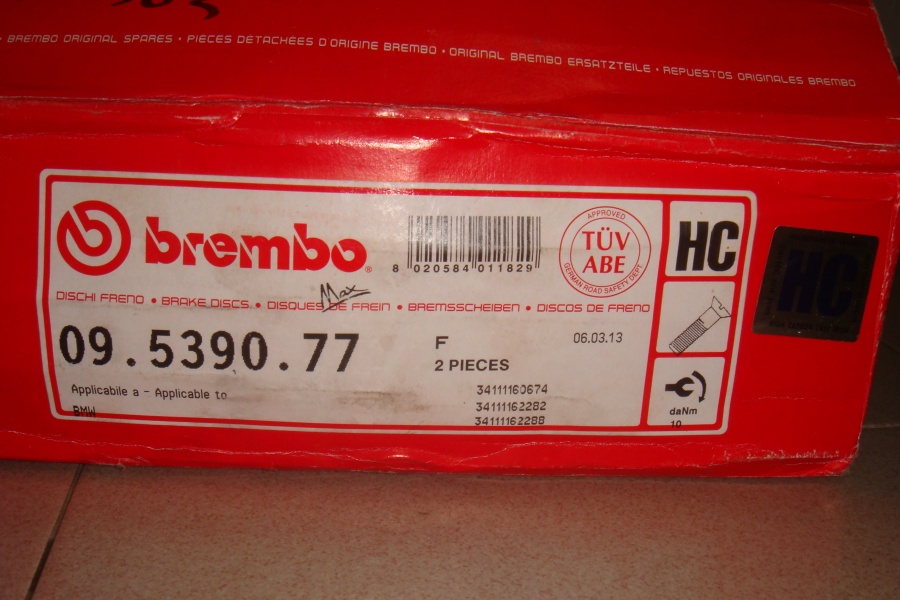 • BREMBO ORIGINAL SPARES • PIECES DETACHEES D ORIGINE BREMBO • ORIGINAL BREMBO ERSATZTEILE • REPUESTOS ORIGINALES BREMBO
brembo®
8 020584 011829
APPROVED
TÜV
ABE
GERMAN ROAD SAFETY DEPT.
HC
HC
Max
DISCHI FRENO • BRAKE DISCS • DISQUES DE FREIN • BREMSSCHEIBEN • DISCOS DE FRENO
09.5390.77
F
2 PIECES
06.03.13
Applicabile a - Applicable to
BMW
34111160674
34111162282
34111162288
daNm
10